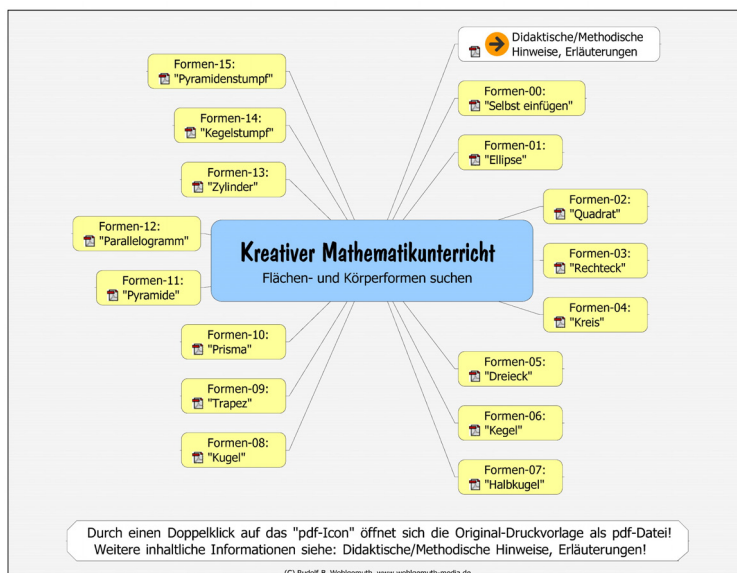 Didaktische/Methodische
Hinweise, Erläuterungen
Formen-15:
"Pyramidenstumpf"
Formen-00:
"Selbst einfügen"
Formen-14:
"Kegelstumpf"
Formen-01:
"Ellipse"
Formen-13:
"Zylinder"
Formen-02:
"Quadrat"
Formen-12:
"Parallelogramm"
Kreativer Mathematikunterricht
Flächen- und Körperformen suchen
Formen-03:
"Rechteck"
Formen-11:
"Pyramide"
Formen-04:
"Kreis"
Formen-10:
"Prisma"
Formen-05:
"Dreieck"
Formen-09:
"Trapez"
Formen-06:
"Kegel"
Formen-08:
"Kugel"
Formen-07:
"Halbkugel"
Durch einen Doppelklick auf das "pdf-Icon" öffnet sich die Original-Druckvorlage als pdf-Datei!
Weitere inhaltliche Informationen siehe: Didaktische/Methodische Hinweise, Erläuterungen!